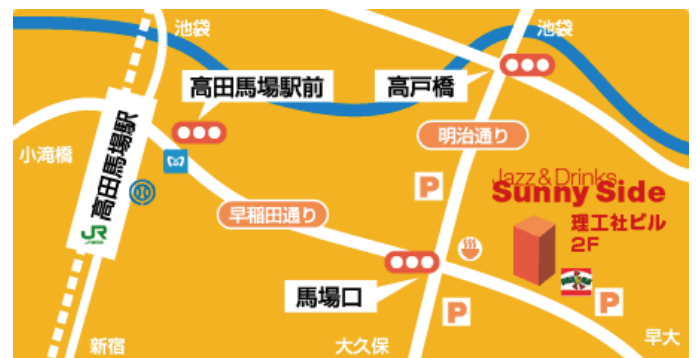 池袋
池袋
高田馬場駅前
高戸橋
明治通り
小滝橋
高田馬場駅
JR
Jazz&Drinks
Sunny Side
理工社ビル
2F
P
早稲田通り
馬場口
P
P
早大
新宿
大久保